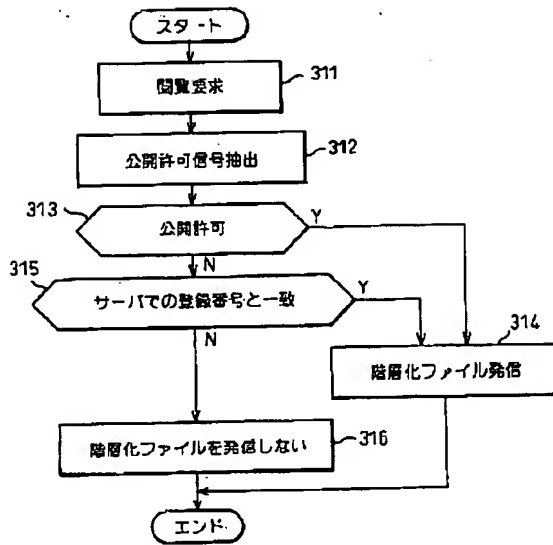 スタート
311
閲覧要求
312
公開許可信号抽出
313
公開許可
Y
N
315
サーバでの登録番号と一致
Y
N
314
階層化ファイル発信
316
階層化ファイルを発信しない
エンド